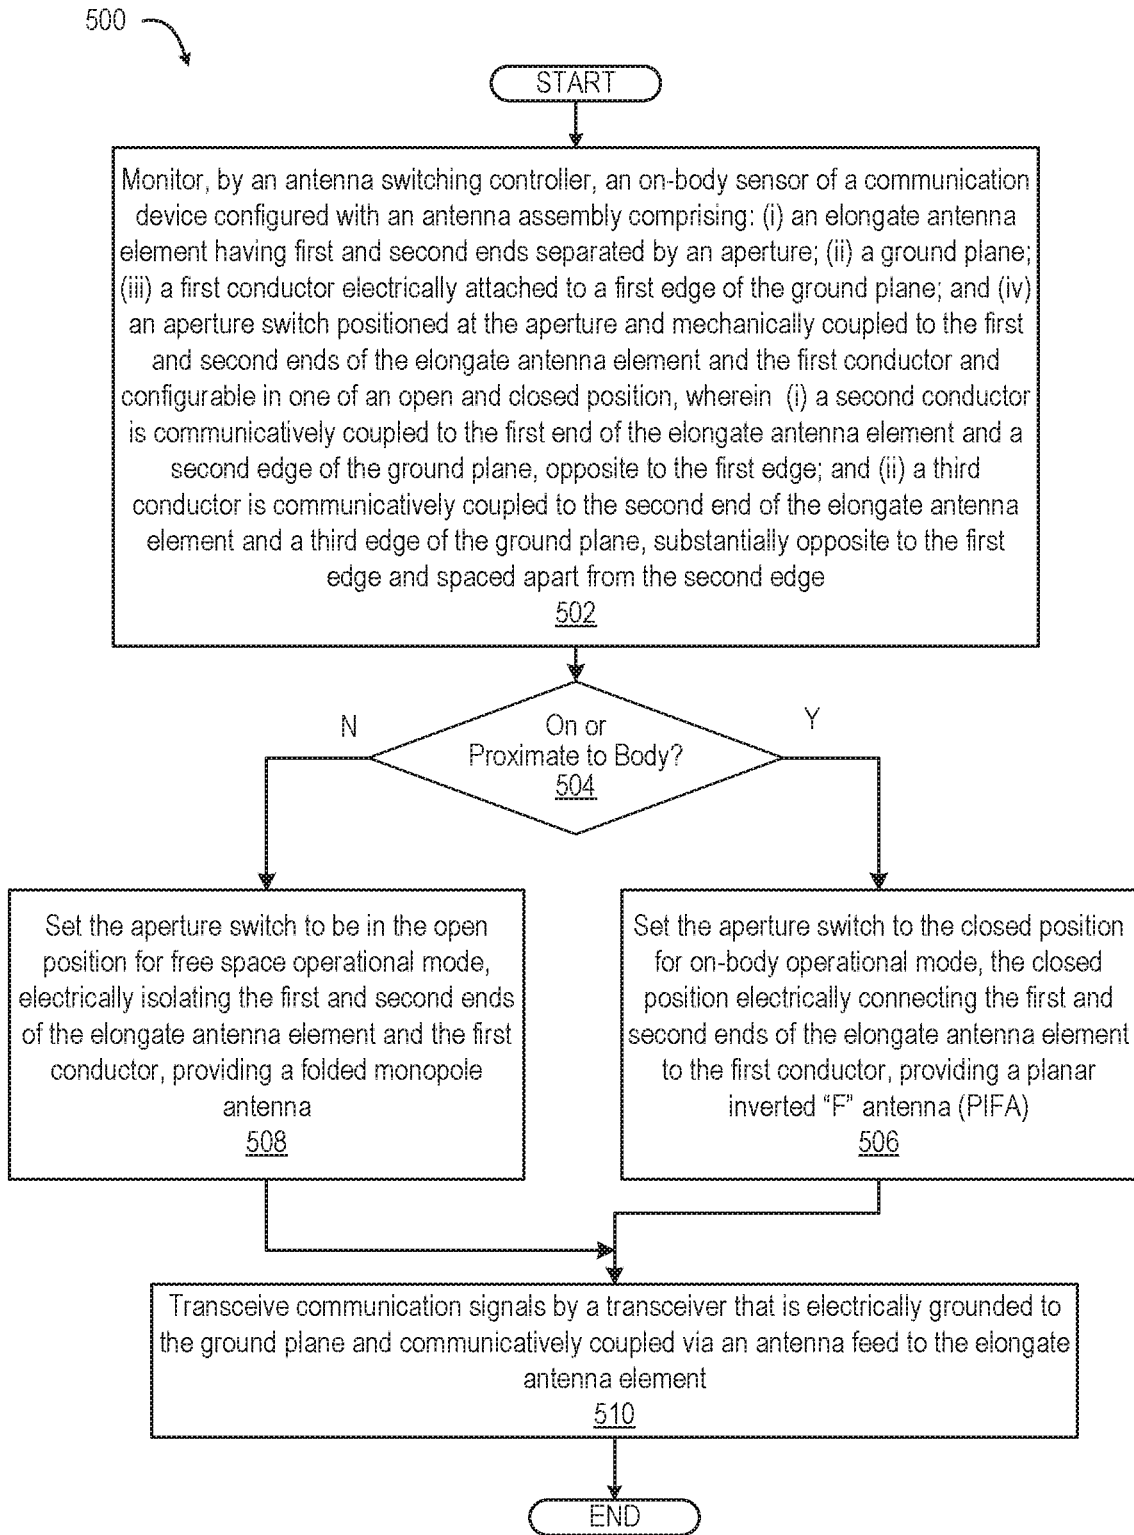 500
START
Monitor, by an antenna switching controller, an on-body sensor of a communication
device configured with an antenna assembly comprising: (i) an elongate antenna
element having first and second ends separated by an aperture; (ii) a ground plane;
(iii) a first conductor electrically attached to a first edge of the ground plane; and (iv)
an aperture switch positioned at the aperture and mechanically coupled to the first
and second ends of the elongate antenna element and the first conductor and
configurable in one of an open and closed position, wherein (i) a second conductor
is communicatively coupled to the first end of the elongate antenna element and a
second edge of the ground plane, opposite to the first edge; and (ii) a third
conductor is communicatively coupled to the second end of the elongate antenna
element and a third edge of the ground plane, substantially opposite to the first
edge and spaced apart from the second edge
502
N
On or
Proximate to Body?
504
Y
Set the aperture switch to be in the open
position for free space operational mode,
electrically isolating the first and second ends
of the elongate antenna element and the first
conductor, providing a folded monopole
antenna
508
Set the aperture switch to the closed position
for on-body operational mode, the closed
position electrically connecting the first and
second ends of the elongate antenna element
to the first conductor, providing a planar
inverted “F” antenna (PIFA)
506
Transceive communication signals by a transceiver that is electrically grounded to
the ground plane and communicatively coupled via an antenna feed to the elongate
antenna element
510
END